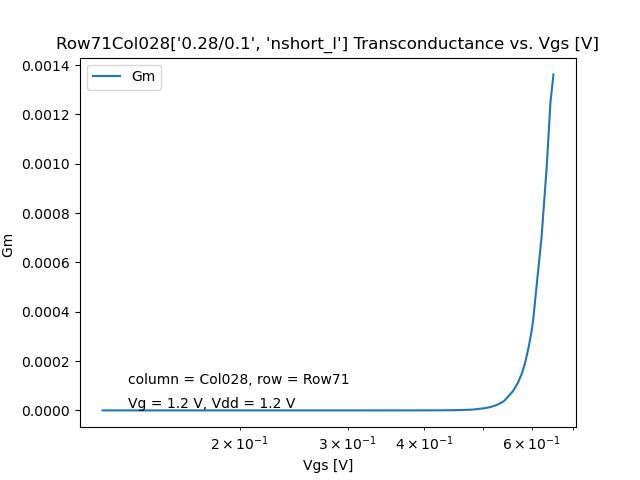 Row71Col028['0.28/0.1', 'nshort_l'] Transconductance vs. Vgs [V]
Gm
0.0014
0.0012
0.0010
0.0008
0.0006
0.0004
0.0002
0.0000
Gm
column = Col028, row = Row71
Vg = 1.2 V, Vdd = 1.2 V
2 × 10⁻¹
3 × 10⁻¹
4 × 10⁻¹
6 × 10⁻¹
Vgs [V]